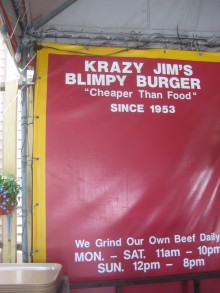 KRAZY JIM'S
BLIMPY BURGER
"Cheaper Than Food"
SINCE 1953
We Grind Our Own Beef Daily
MON. – SAT. 11am – 10pm
SUN. 12pm – 8pm